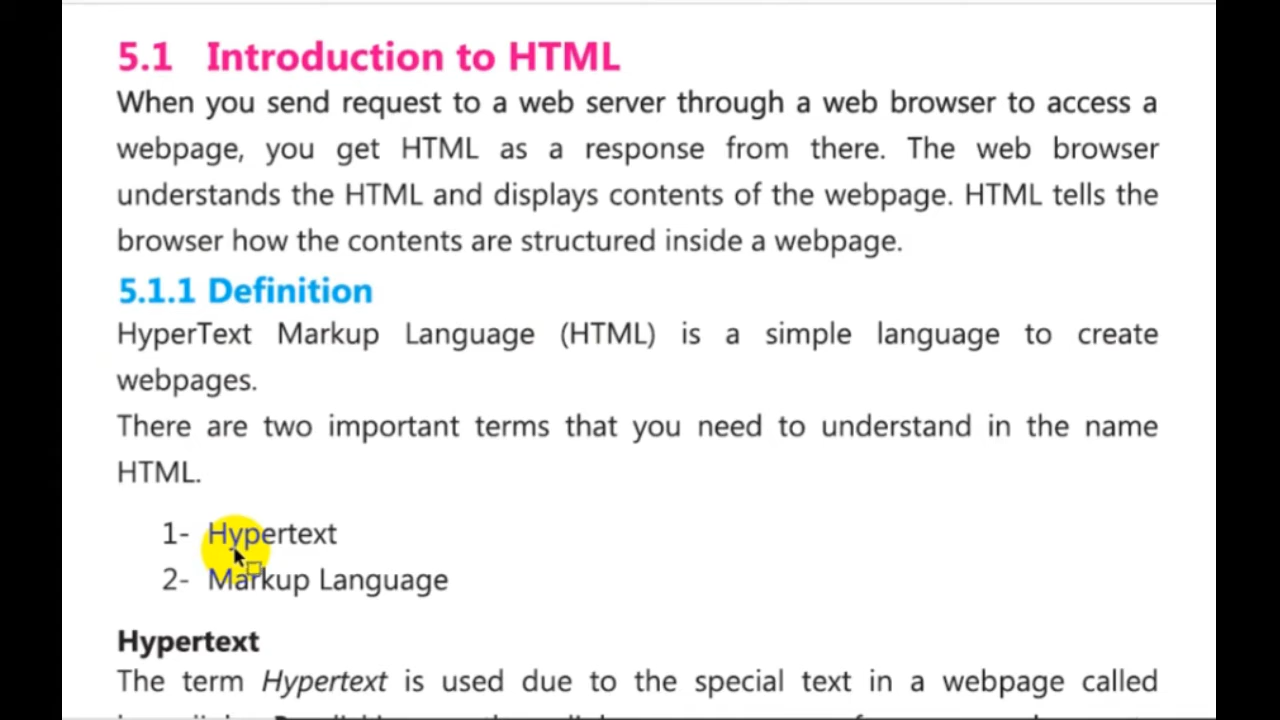 5.1 Introduction to HTML
When you send request to a web server through a web browser to access a
webpage, you get HTML as a response from there. The web browser
understands the HTML and displays contents of the webpage. HTML tells the
browser how the contents are structured inside a webpage.
5.1.1 Definition
HyperText Markup Language (HTML) is a simple language to create
webpages.
There are two important terms that you need to understand in the name
HTML.
1- Hypertext
2- Markup Language
Hypertext
The term Hypertext is used due to the special text in a webpage called